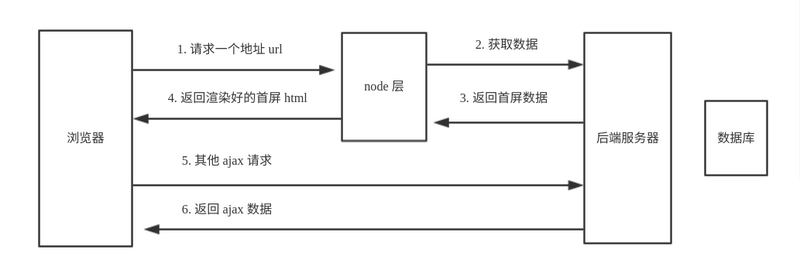 1. 请求一个地址 url
2. 获取数据
node 层
4. 返回渲染好的首屏 html
3. 返回首屏数据
浏览器
后端服务器
数据库
5. 其他 ajax 请求
6. 返回 ajax 数据